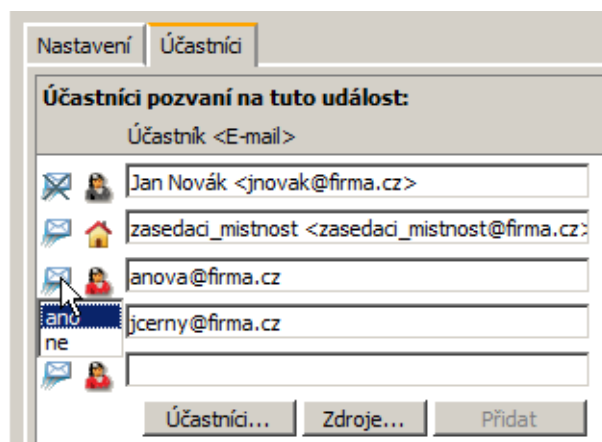 Nastavení Účastníci
Účastníci pozvaní na tuto událost:
Účastník <E-mail>
Jan Novák <jnovak@firma.cz>
zasedaci_mistnost <zasedaci_mistnost@firma.cz>
anova@firma.cz
ano
jcerny@firma.cz
ne
Účastníci... Zdroje... Přidat